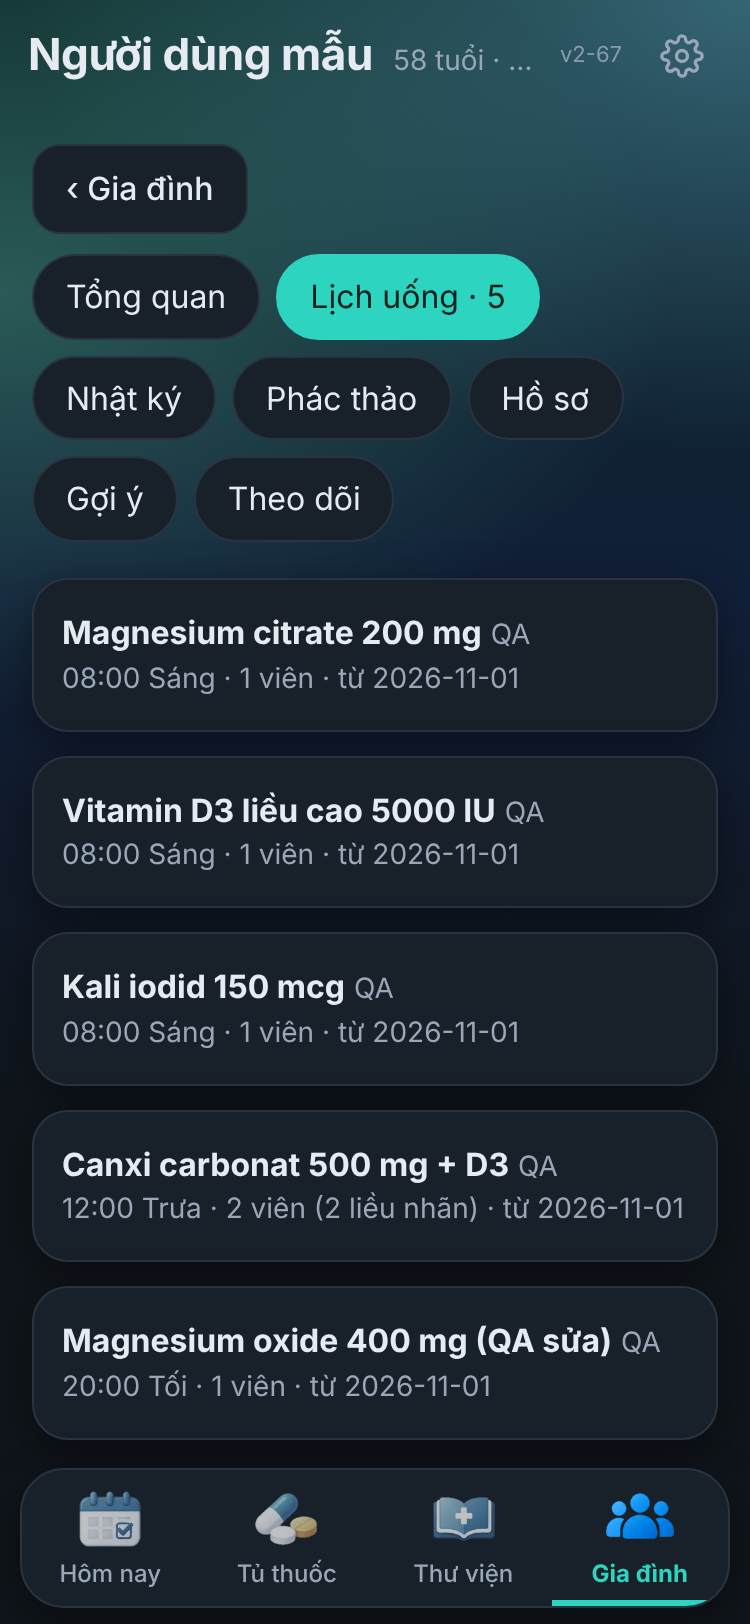 Người dùng mẫu 58 tuổi · ... v2-67
‹ Gia đình
Tổng quan Lịch uống · 5
Nhật ký Phác thảo Hồ sơ
Gợi ý Theo dõi
Magnesium citrate 200 mg QA
08:00 Sáng · 1 viên · từ 2026-11-01
Vitamin D3 liều cao 5000 IU QA
08:00 Sáng · 1 viên · từ 2026-11-01
Kali iodid 150 mcg QA
08:00 Sáng · 1 viên · từ 2026-11-01
Canxi carbonat 500 mg + D3 QA
12:00 Trưa · 2 viên (2 liều nhãn) · từ 2026-11-01
Magnesium oxide 400 mg (QA sửa) QA
20:00 Tối · 1 viên · từ 2026-11-01
Hôm nay Tủ thuốc Thư viện Gia đình